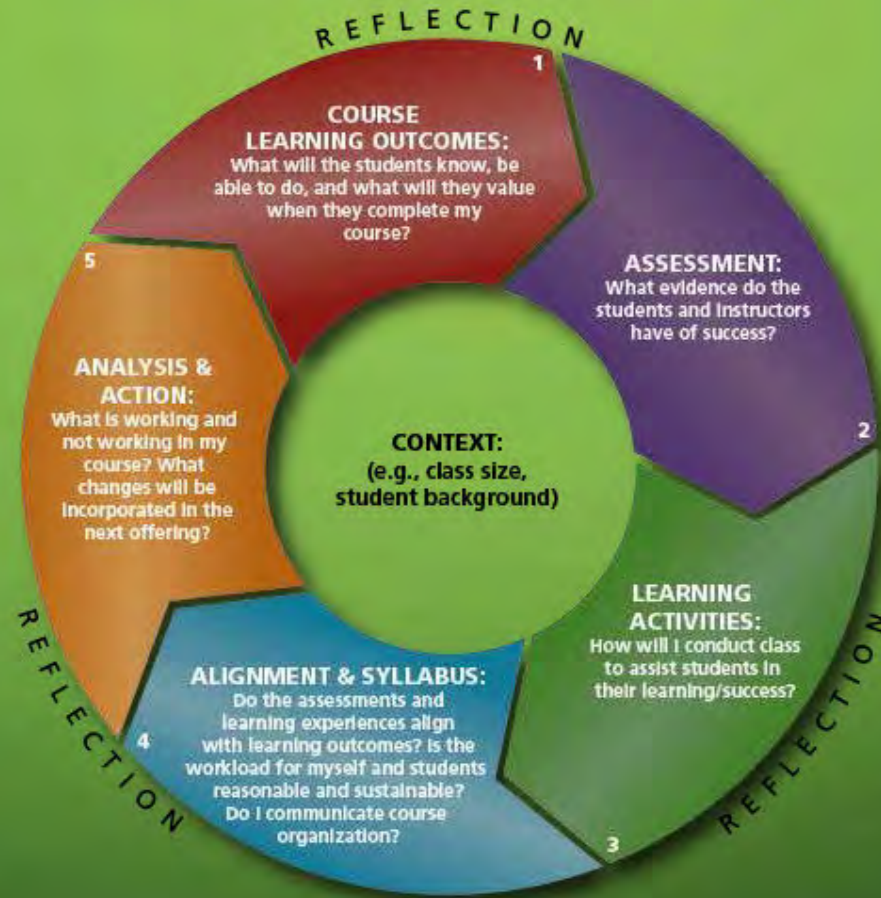 REFLECTION
1
COURSE
LEARNING OUTCOMES:
What will the students know, be
able to do, and what will they value
when they complete my
course?
ASSESSMENT:
What evidence do the
students and instructors
have of success?
2
LEARNING
ACTIVITIES:
How will I conduct class
to assist students in
their learning/success?
3
REFLECTION
ALIGNMENT & SYLLABUS:
Do the assessments and
learning experiences align
with learning outcomes? Is the
workload for myself and students
reasonable and sustainable?
Do I communicate course
organization?
4
REFLECTION
5
ANALYSIS &
ACTION:
What is working and
not working in my
course? What
changes will be
incorporated in the
next offering?
CONTEXT:
(e.g., class size,
student background)